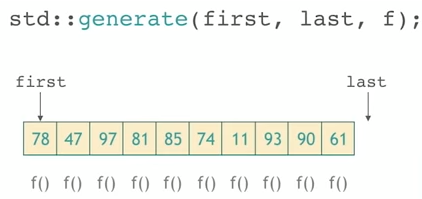 std::generate(first, last, f);
first last
78 47 97 81 85 74 11 93 90 61
f() f() f() f() f() f() f() f() f() f()